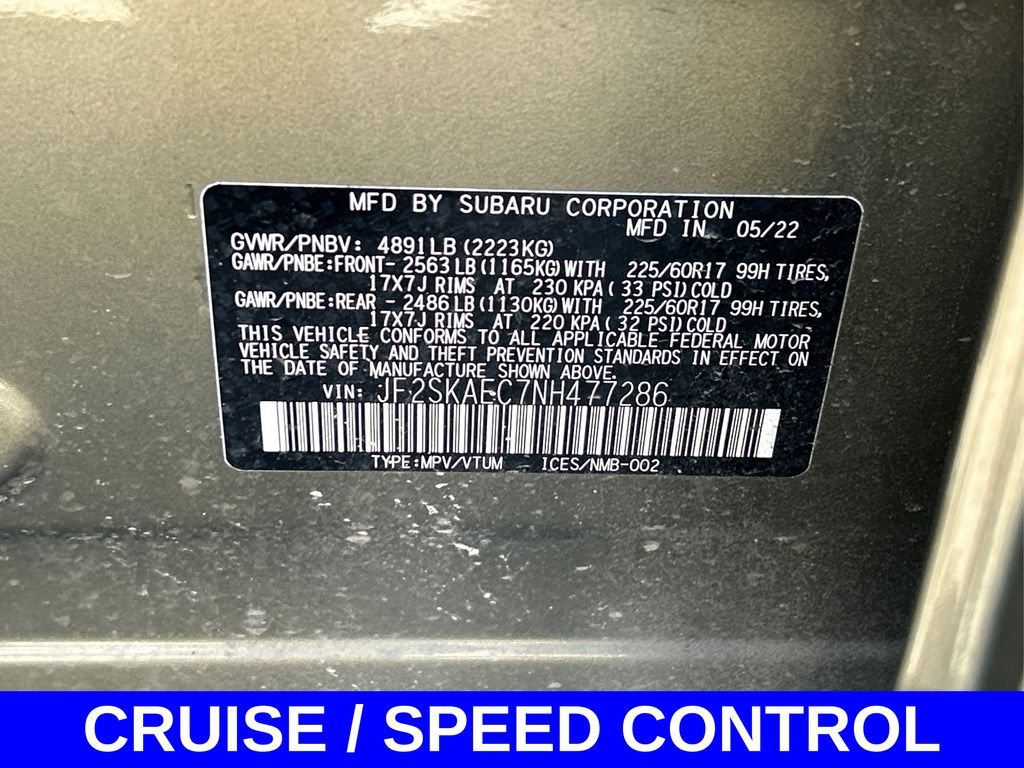 MFD BY SUBARU CORPORATION
MFD IN 05/22
GVWR/PNBV: 4891LB (2223KG)
GAWR/PNBE:FRONT- 2563 LB (1165KG) WITH 225/60R17 99H TIRES,
17X7J RIMS AT 230 KPA ( 33 PSI) COLD
GAWR/PNBE:REAR - 2486 LB (1130KG) WITH 225/60R17 99H TIRES,
17X7J RIMS AT 220 KPA ( 32 PSI) COLD
THIS VEHICLE CONFORMS TO ALL APPLICABLE FEDERAL MOTOR
VEHICLE SAFETY AND THEFT PREVENTION STANDARDS IN EFFECT ON
THE DATE OF MANUFACTURE SHOWN ABOVE.
VIN: JF2SKAEC7NH477286
TYPE:MPV/VTUM ICES/NMB-002
CRUISE / SPEED CONTROL